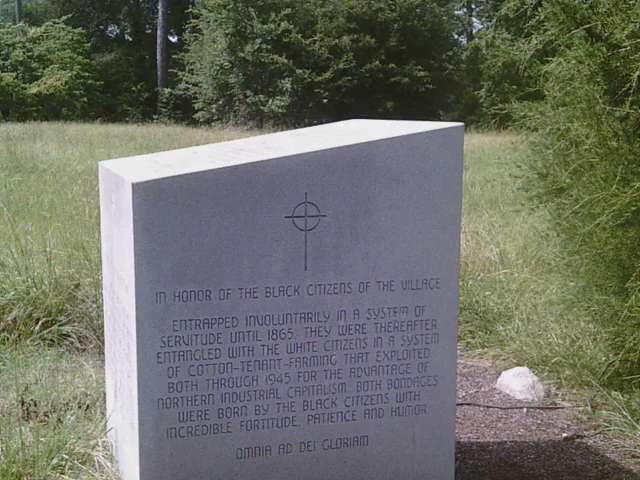 IN HONOR OF THE BLACK CITIZENS OF THE VILLAGE
ENTRAPPED INVOLUNTARILY IN A SYSTEM OF
SERVITUDE UNTIL 1865, THEY WERE THEREAFTER
ENTANGLED WITH THE WHITE CITIZENS IN A SYSTEM
OF COTTON-TENANT-FARMING THAT EXPLOITED
BOTH THROUGH 1945 FOR THE ADVANTAGE OF
NORTHERN INDUSTRIAL CAPITALISM. BOTH BONDAGES
WERE BORN BY THE BLACK CITIZENS WITH
INCREDIBLE FORTITUDE, PATIENCE AND HUMOR.
OMNIA AD DEI GLORIAM